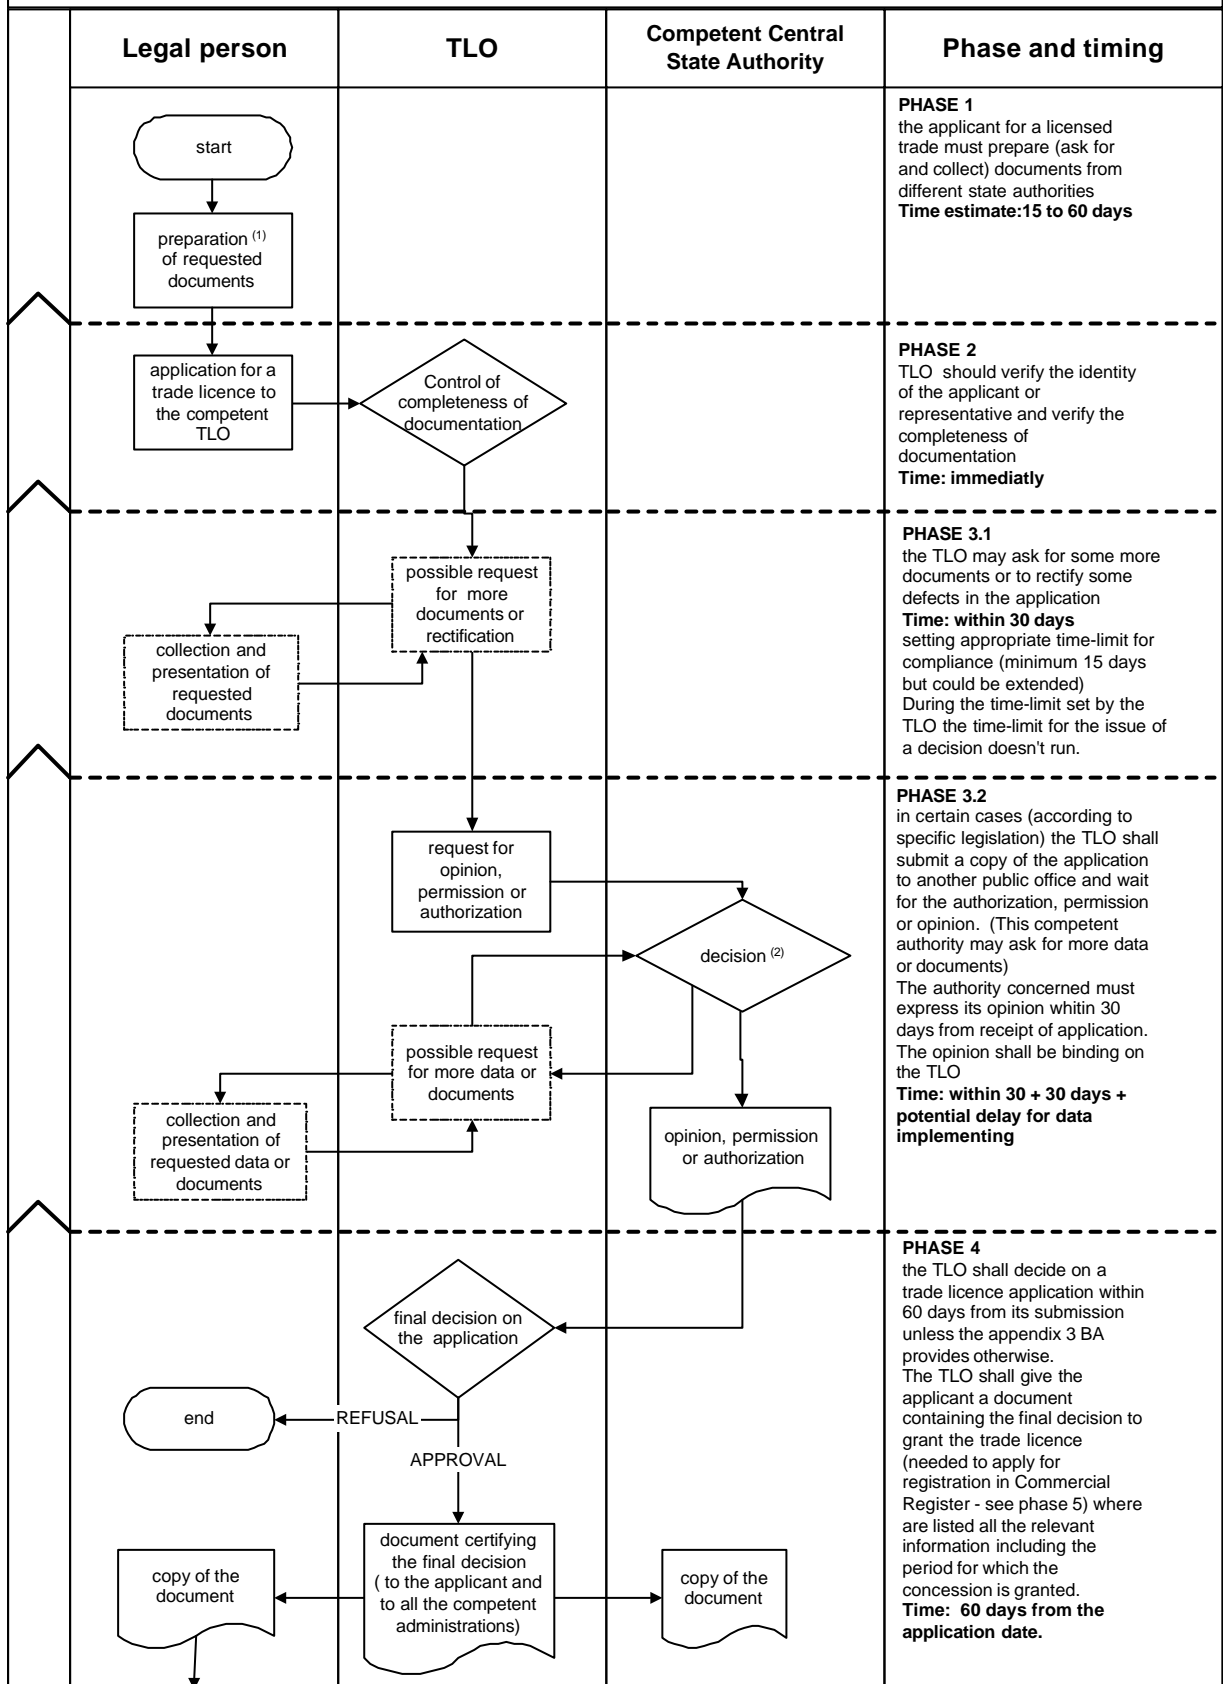 Legal person
TLO
Competent Central
State Authority
Phase and timing
start
preparation (1)
of requested
documents
PHASE 1
the applicant for a licensed
trade must prepare (ask for
and collect) documents from
different state authorities
Time estimate:15 to 60 days
application for a
trade licence to
the competent
TLO
Control of
completeness of
documentation
PHASE 2
TLO should verify the identity
of the applicant or
representative and verify the
completeness of
documentation
Time: immediatly
possible request
for more
documents or
rectification
collection and
presentation of
requested
documents
PHASE 3.1
the TLO may ask for some more
documents or to rectify some
defects in the application
Time: within 30 days
setting appropriate time-limit for
compliance (minimum 15 days
but could be extended)
During the time-limit set by the
TLO the time-limit for the issue of
a decision doesn't run.
request for
opinion,
permission or
authorization
decision (2)
possible request
for more data or
documents
collection and
presentation of
requested data or
documents
opinion, permission
or authorization
PHASE 3.2
in certain cases (according to
specific legislation) the TLO shall
submit a copy of the application
to another public office and wait
for the authorization, permission
or opinion. (This competent
authority may ask for more data
or documents)
The authority concerned must
express its opinion whitin 30
days from receipt of application.
The opinion shall be binding on
the TLO
Time: within 30 + 30 days +
potential delay for data
implementing
final decision on
the application
end
REFUSAL
APPROVAL
copy of the
document
document certifying
the final decision
( to the applicant and
to all the competent
administrations)
copy of the
document
PHASE 4
the TLO shall decide on a
trade licence application within
60 days from its submission
unless the appendix 3 BA
provides otherwise.
The TLO shall give the
applicant a document
containing the final decision to
grant the trade licence
(needed to apply for
registration in Commercial
Register - see phase 5) where
are listed all the relevant
information including the
period for which the
concession is granted.
Time: 60 days from the
application date.